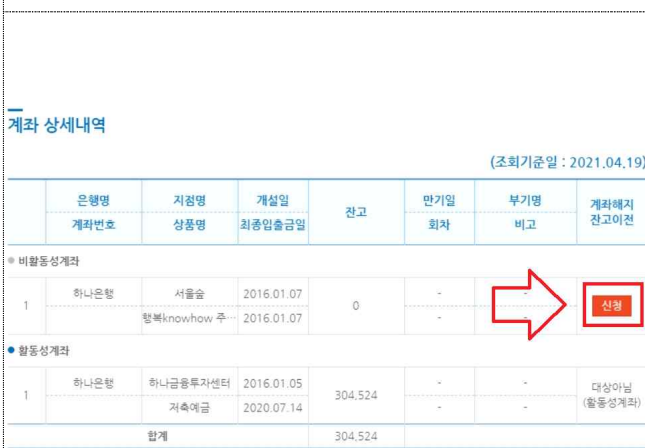 계좌 상세내역
(조회기준일 : 2021.04.19)
은행명 지점명 개설일 잔고 만기일 부기명 계좌해지
계좌번호 상품명 최종입출금일 회차 비고 잔고이전
비활동성계좌
1 하나은행 서울숲 2016.01.07 0 - - 신청
행복knowhow 주… 2016.01.07 - -
활동성계좌
1 하나은행 하나금융투자센터 2016.01.05 304,524 - - 대상아님
저축예금 2020.07.14 - - (활동성계좌)
합계 304,524